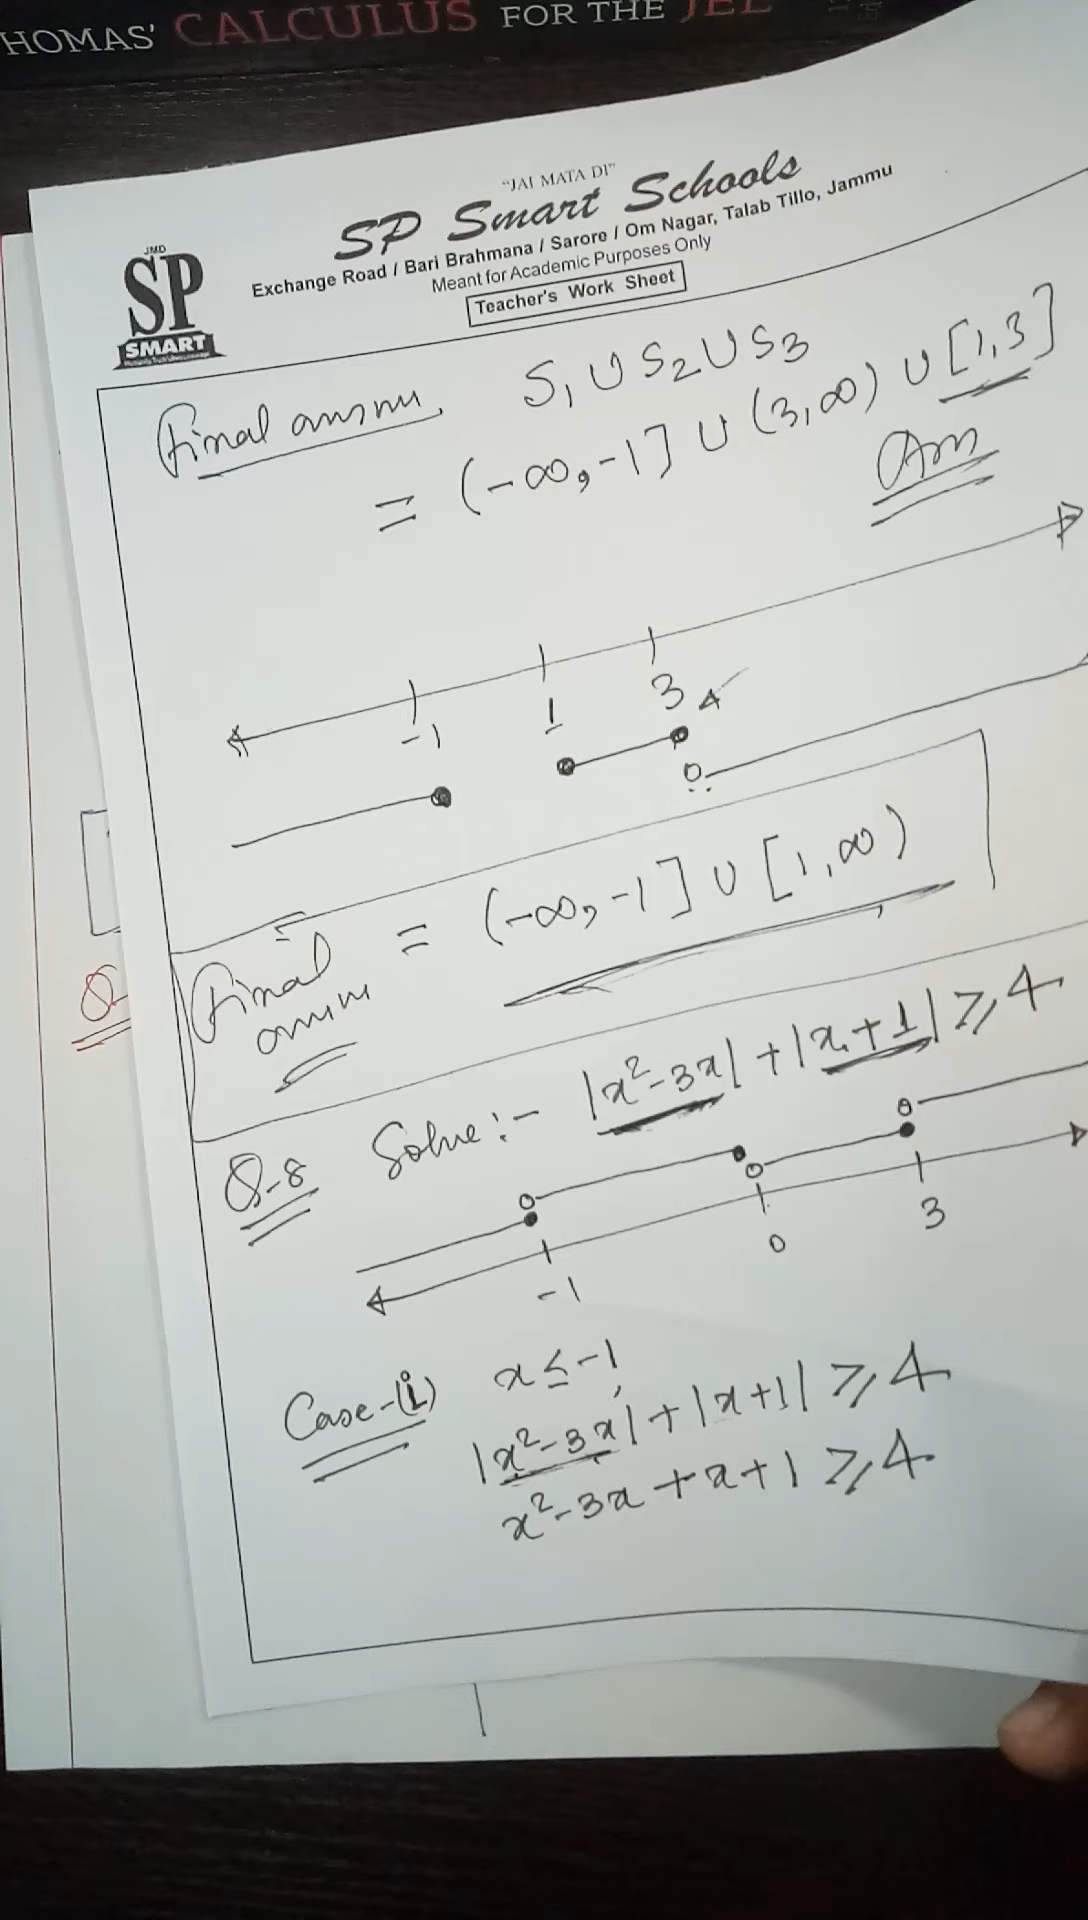 HOMAS' CALCULUS FOR THE JEE
"JAI MATA DI"
SP Smart Schools
Exchange Road / Bari Brahmana / Sarore / Om Nagar, Talab Tillo, Jammu
Meant for Academic Purposes Only
Teacher's Work Sheet
JMD
SP
SMART
Final S₁ ∪ S₂ ∪ S₃
= (-∞, -1] ∪ (3, ∞) ∪ [1, 3]
Ans
-1 1 3
Final = (-∞, -1] ∪ [1, ∞)
Q-8 Solve:- |x²-3x| + |x+1| ≥ 4
-1 0 3
Case-(i) x ≤ -1
|x²-3x| + |x+1| ≥ 4
x²-3x + x+1 ≥ 4
Q